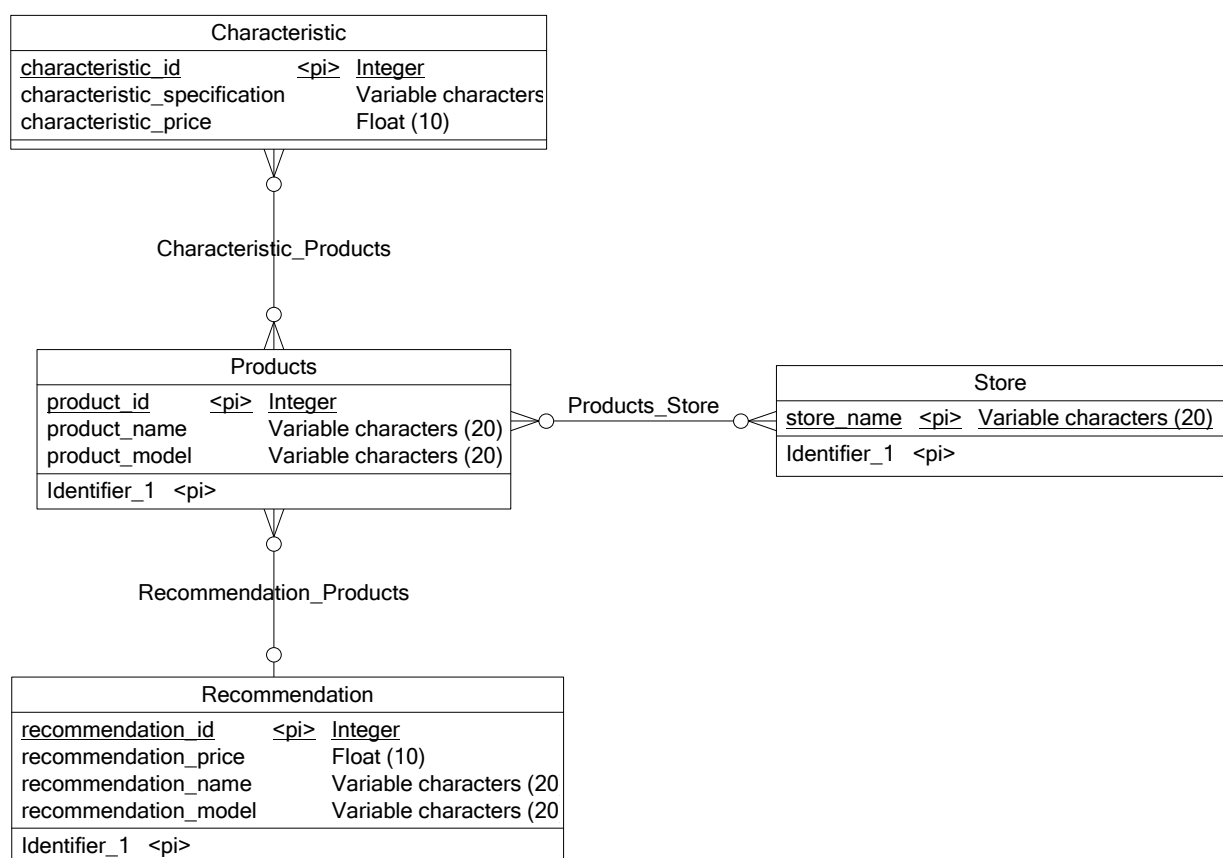 Characteristic
characteristic_id <pi> Integer
characteristic_specification Variable characters
characteristic_price Float (10)
Characteristic_Products
Products
product_id <pi> Integer
product_name Variable characters (20)
product_model Variable characters (20)
Identifier_1 <pi>
Products_Store
Store
store_name <pi> Variable characters (20)
Identifier_1 <pi>
Recommendation_Products
Recommendation
recommendation_id <pi> Integer
recommendation_price Float (10)
recommendation_name Variable characters (20
recommendation_model Variable characters (20
Identifier_1 <pi>